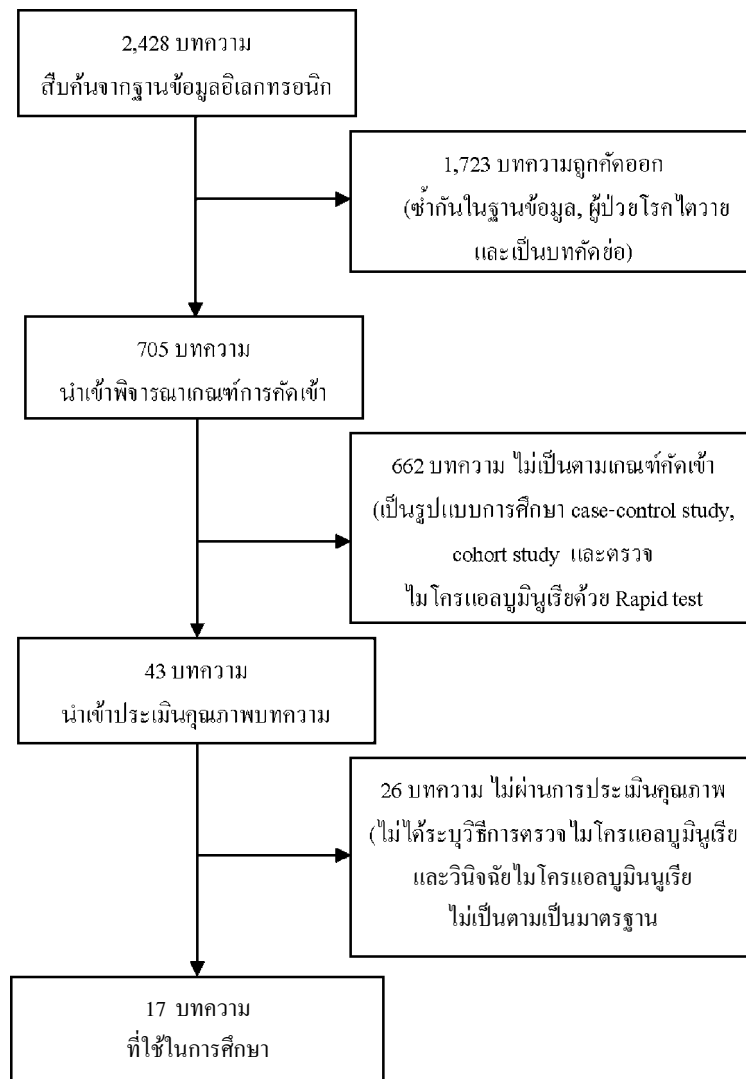 2,428 บทความ
สืบค้นจากฐานข้อมูลอิเลกทรอนิก
1,723 บทความถูกคัดออก
(ซ้ำกันในฐานข้อมูล, ผู้ป่วยโรคไตวาย
และเป็นบทคัดย่อ)
705 บทความ
นำเข้าพิจารณาเกณฑ์การคัดเข้า
662 บทความ ไม่เป็นตามเกณฑ์คัดเข้า
(เป็นรูปแบบการศึกษา case-control study,
cohort study และตรวจ
ไมโครแอลบูมินูเรียด้วย Rapid test
43 บทความ
นำเข้าประเมินคุณภาพบทความ
26 บทความ ไม่ผ่านการประเมินคุณภาพ
(ไม่ได้ระบุวิธีการตรวจไมโครแอลบูมินูเรีย
และวินิจฉัยไมโครแอลบูมินนูเรีย
ไม่เป็นตามเป็นมาตรฐาน
17 บทความ
ที่ใช้ในการศึกษา